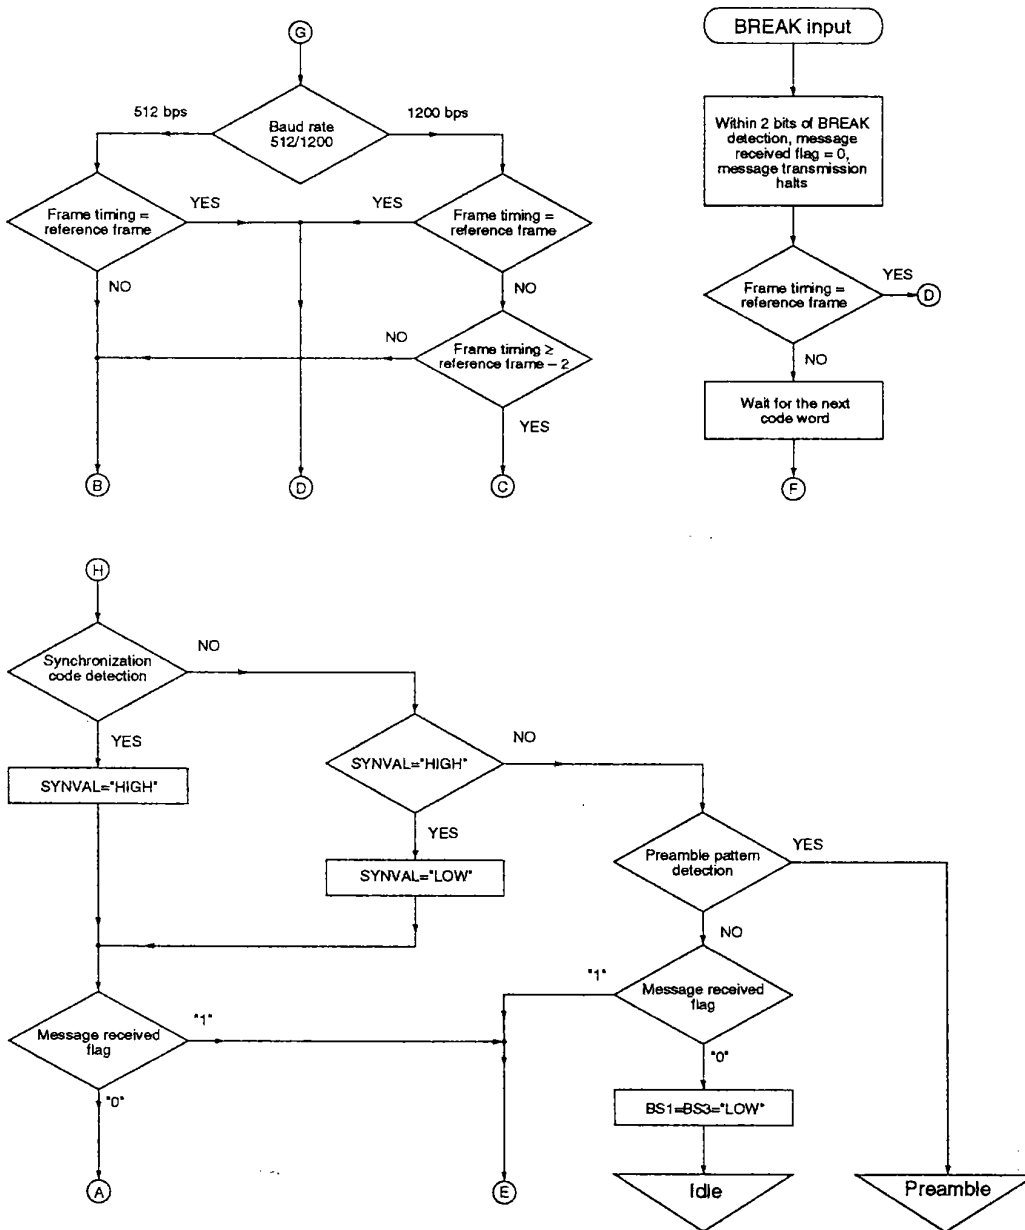 G
512 bps
1200 bps
Baud rate
512/1200
Frame timing =
reference frame
YES
YES
Frame timing =
reference frame
NO
NO
NO
Frame timing ≥
reference frame – 2
YES
B
D
C
BREAK input
Within 2 bits of BREAK
detection, message
received flag = 0,
message transmission
halts
Frame timing =
reference frame
YES
D
NO
Wait for the next
code word
F
H
Synchronization
code detection
NO
YES
SYNVAL="HIGH"
SYNVAL="HIGH"
NO
YES
SYNVAL="LOW"
Preamble pattern
detection
YES
NO
Message received
flag
"1"
"0"
Message received
flag
"1"
"0"
BS1=BS3="LOW"
A
E
Idle
Preamble